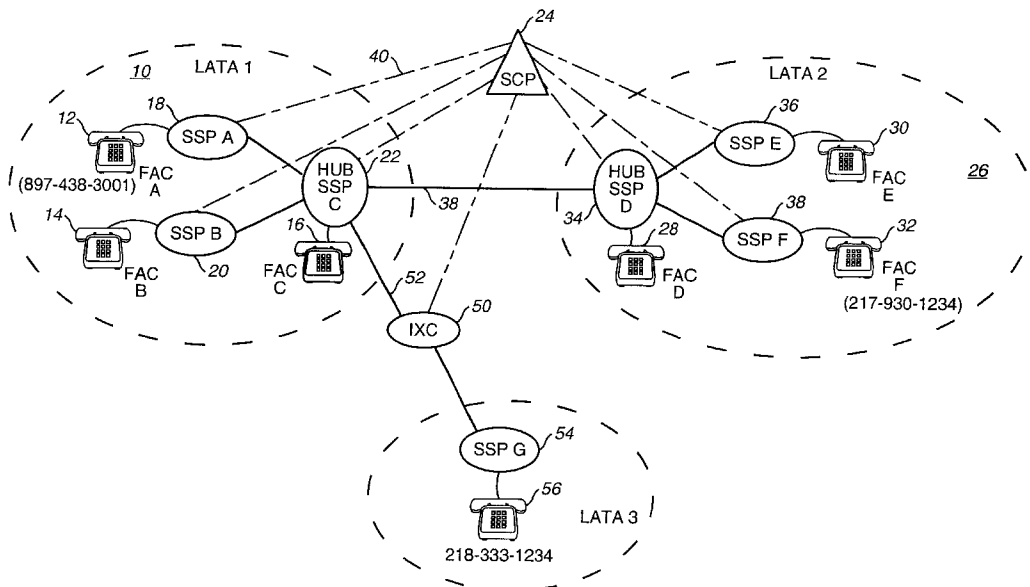 24
SCP
10
LATA 1
40
LATA 2
18
SSP A
12
FAC
A
(897-438-3001)
22
HUB
SSP
C
36
SSP E
30
FAC
E
26
HUB
SSP
D
34
38
14
SSP B
20
FAC
B
16
FAC
C
28
FAC
D
38
SSP F
32
FAC
F
(217-930-1234)
52
50
IXC
54
SSP G
56
LATA 3
218-333-1234